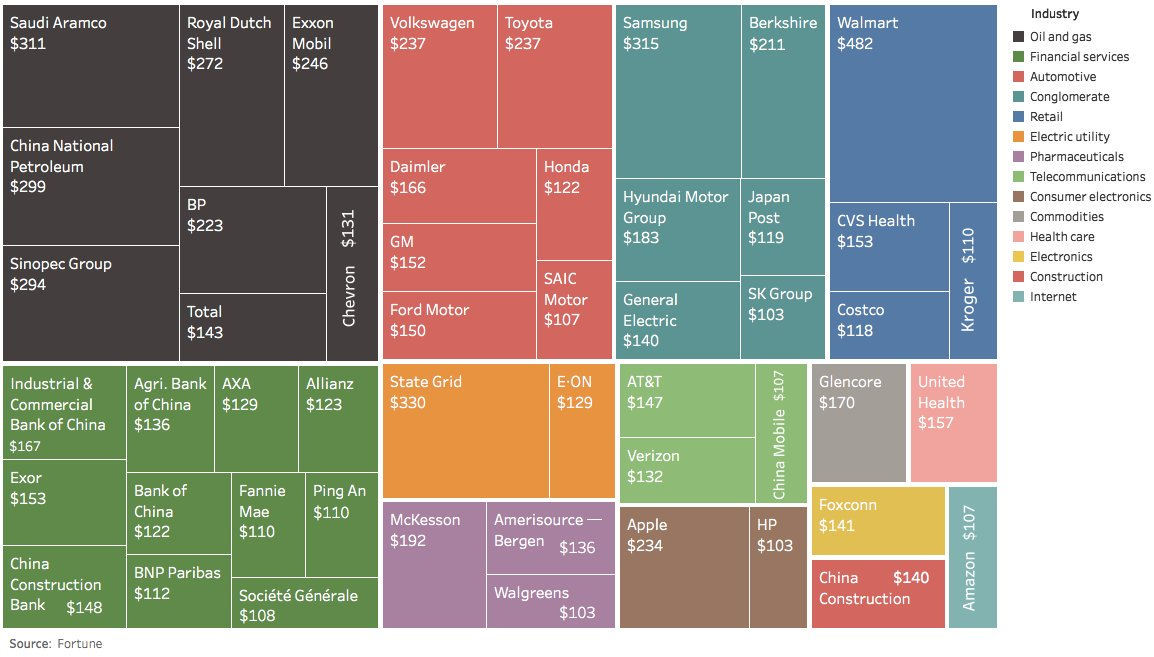 Saudi Aramco
$311
China National
Petroleum
$299
Sinopec Group
$294
Royal Dutch
Shell
$272
Exxon
Mobil
$246
BP
$223
Total
$143
Chevron $131
Volkswagen
$237
Toyota
$237
Daimler
$166
GM
$152
Ford Motor
$150
Honda
$122
SAIC
Motor
$107
Samsung
$315
Berkshire
$211
Hyundai Motor
Group
$183
General
Electric
$140
Japan
Post
$119
SK Group
$103
Walmart
$482
CVS Health
$153
Costco
$118
Kroger $110
Industrial &
Commercial
Bank of China
$167
Exor
$153
China
Construction
Bank $148
Agri. Bank
of China
$136
AXA
$129
Allianz
$123
Bank of
China
$122
BNP Paribas
$112
Fannie
Mae
$110
Ping An
$110
Société Générale
$108
State Grid
$330
E·ON
$129
McKesson
$192
Amerisource —
Bergen $136
Walgreens
$103
AT&T
$147
Verizon
$132
China Mobile $107
Apple
$234
HP
$103
Glencore
$170
United
Health
$157
Foxconn
$141
China $140
Construction
Amazon $107
Industry
Oil and gas
Financial services
Automotive
Conglomerate
Retail
Electric utility
Pharmaceuticals
Telecommunications
Consumer electronics
Commodities
Health care
Electronics
Construction
Internet
Source: Fortune